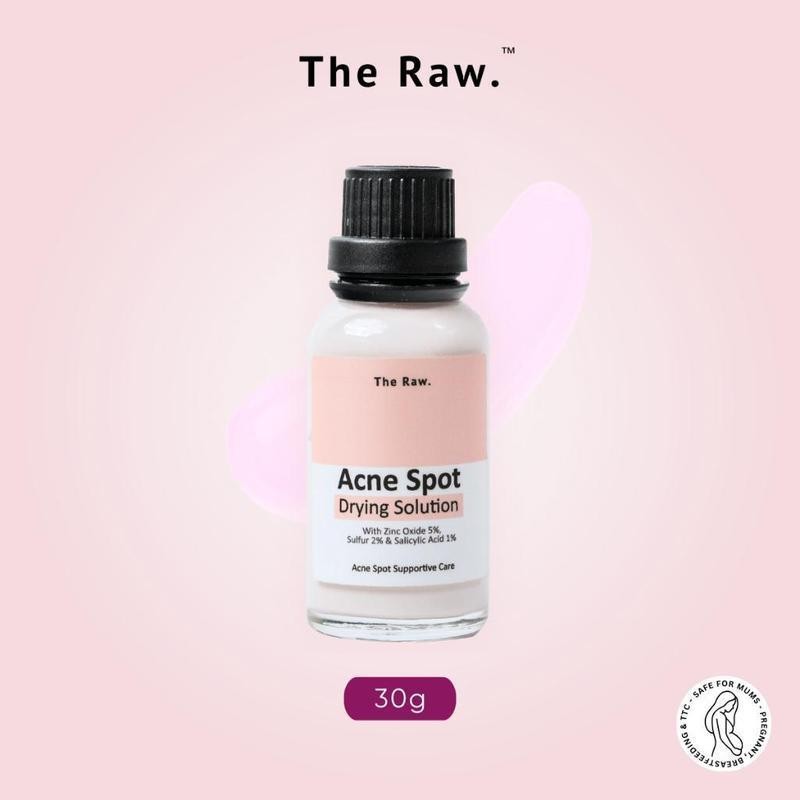 The Raw.™
The Raw.
Acne Spot
Drying Solution
With Zinc Oxide 5%,
Sulfur 2% & Salicylic Acid 1%
Acne Spot Supportive Care
30g
SAFE FOR MUMS - PREGNANT, BREASTFEEDING & TTC -